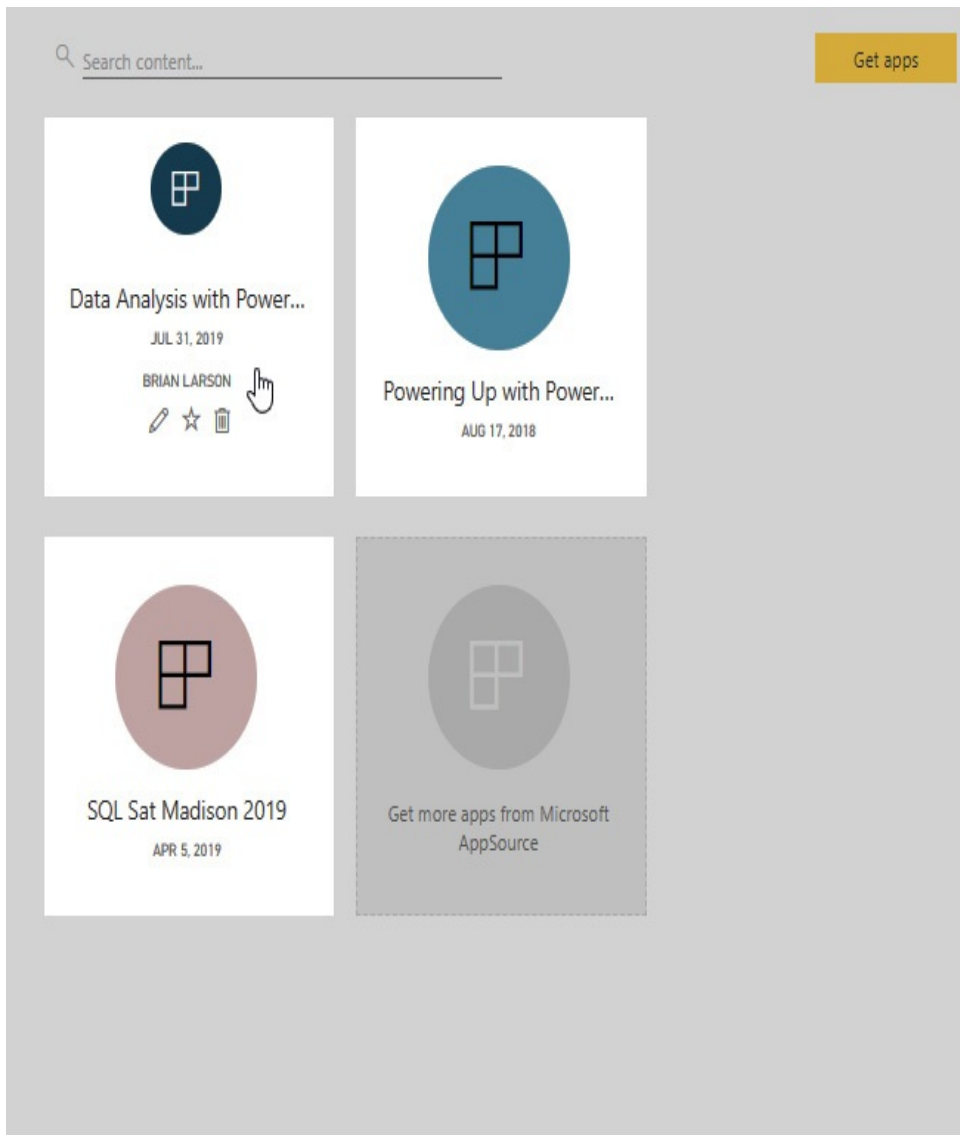 Search content...
Get apps
Data Analysis with Power...
JUL 31, 2019
BRIAN LARSON
Powering Up with Power...
AUG 17, 2018
SQL Sat Madison 2019
APR 5, 2019
Get more apps from Microsoft
AppSource